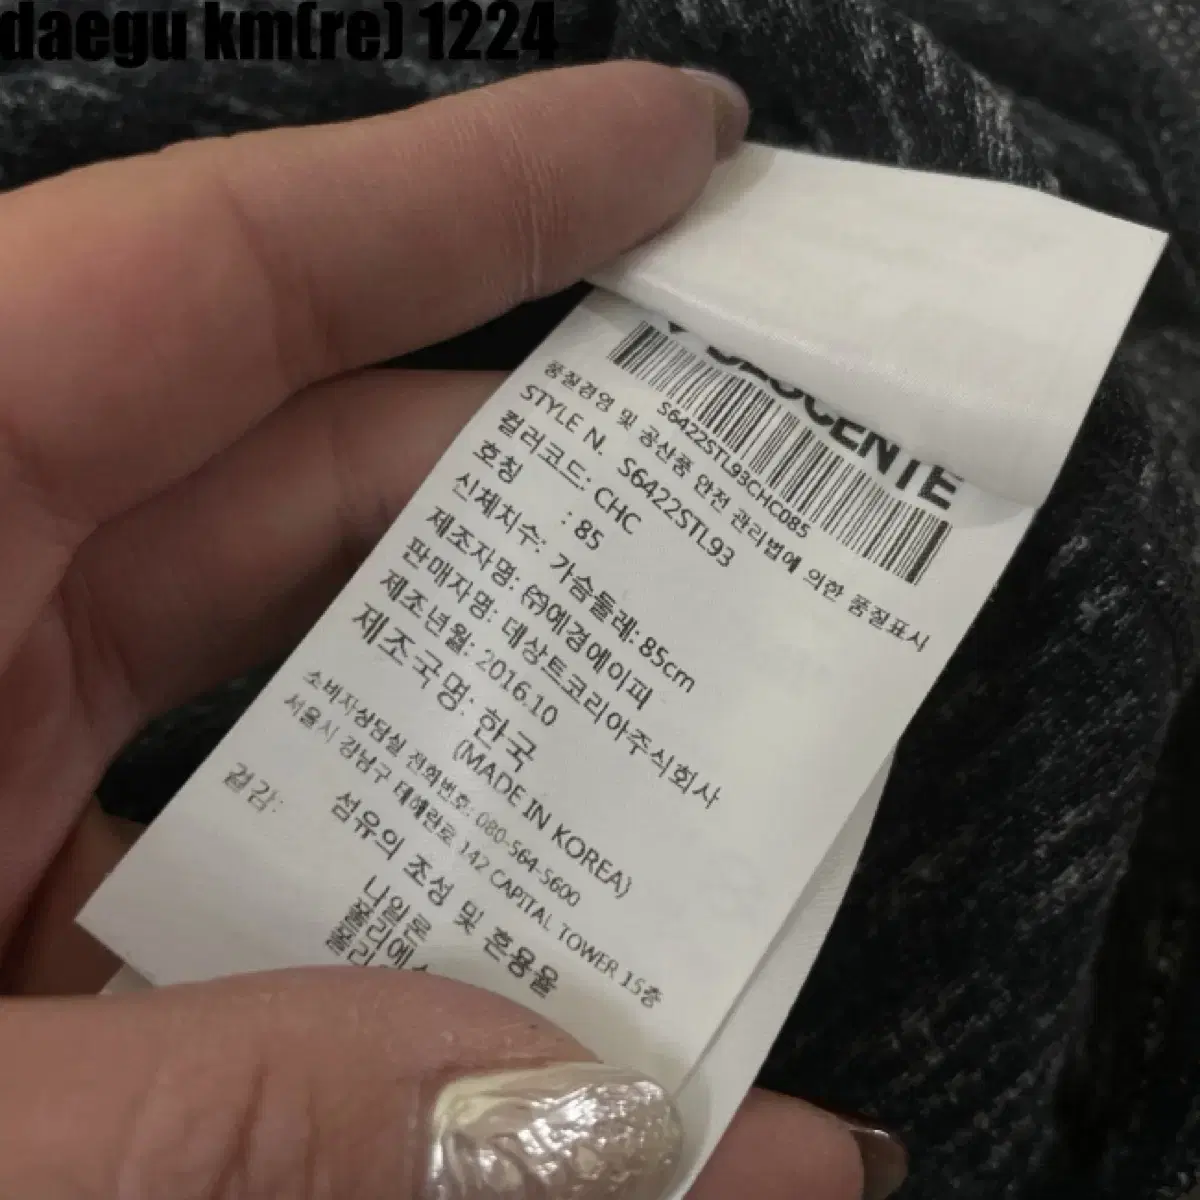 daegu km(re) 1224
S6422STL93CHC085
품질경영 및 공산품 안전 관리법에 의한 품질표시
STYLE N. S6422STL93
컬러코드: CHC
호칭 : 85
신체치수: 가슴둘레: 85cm
제조자명: ㈜예경에이피
판매자명: 데상트코리아주식회사
제조년월: 2016.10
제조국명: 한국
(MADE IN KOREA)
소비자상담실 전화번호: 080-564-5600
서울시 강남구 테헤란로 142 CAPITAL TOWER 15층
섬유의 조성 및 혼용율
겉감: 나일론